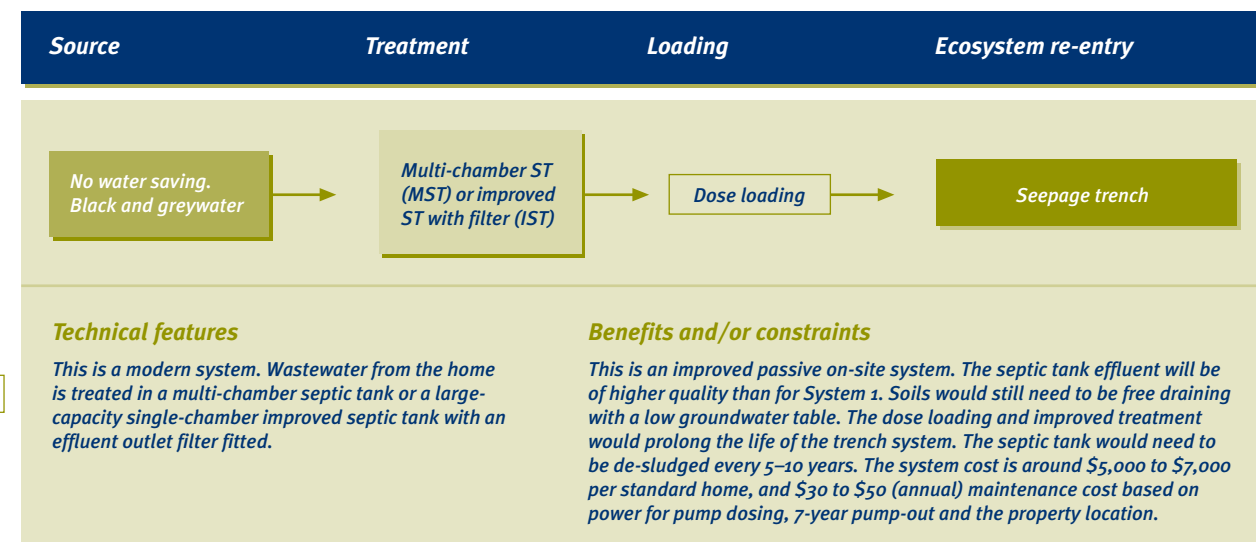 Source Treatment Loading Ecosystem re-entry
No water saving.
Black and greywater
Multi-chamber ST
(MST) or improved
ST with filter (IST)
Dose loading
Seepage trench
Technical features
This is a modern system. Wastewater from the home
is treated in a multi-chamber septic tank or a large-
capacity single-chamber improved septic tank with an
effluent outlet filter fitted.
Benefits and/or constraints
This is an improved passive on-site system. The septic tank effluent will be
of higher quality than for System 1. Soils would still need to be free draining
with a low groundwater table. The dose loading and improved treatment
would prolong the life of the trench system. The septic tank would need to
be de-sludged every 5–10 years. The system cost is around $5,000 to $7,000
per standard home, and $30 to $50 (annual) maintenance cost based on
power for pump dosing, 7-year pump-out and the property location.